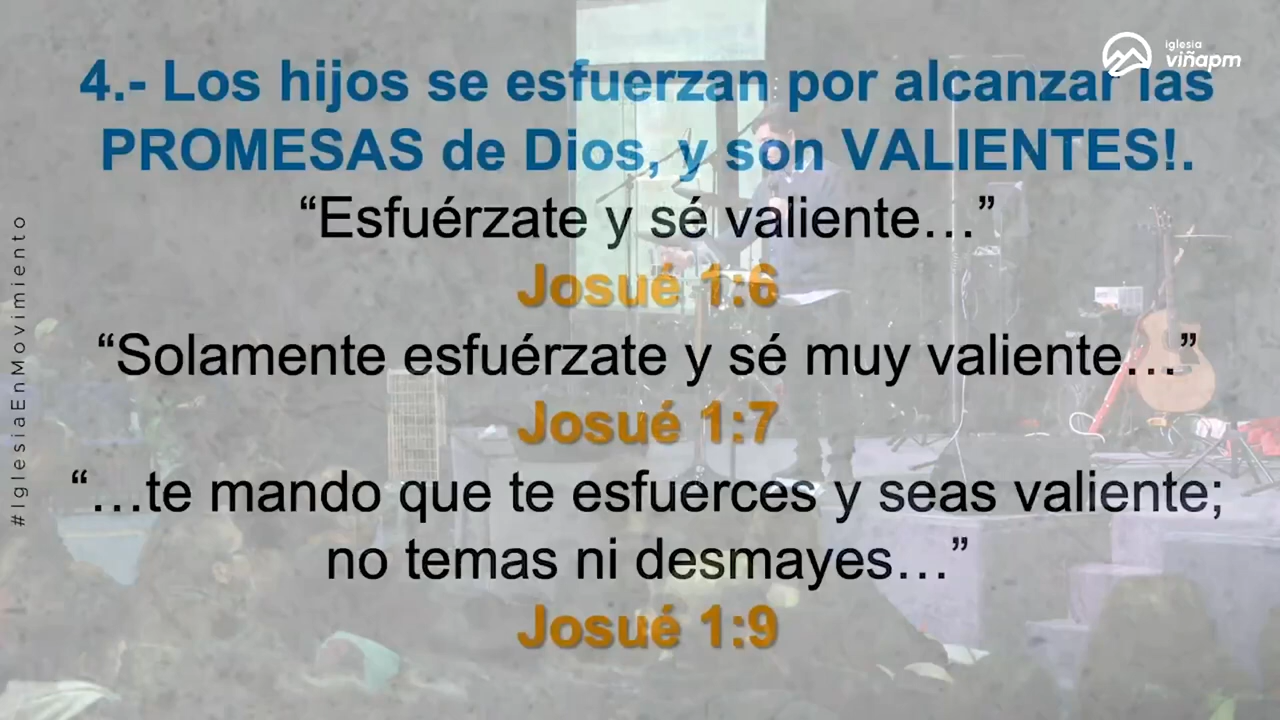 iglesia
viñapm
4.- Los hijos se esfuerzan por alcanzar las
PROMESAS de Dios, y son VALIENTES!.
“Esfuérzate y sé valiente…”
Josué 1:6
“Solamente esfuérzate y sé muy valiente…”
Josué 1:7
“…te mando que te esfuerces y seas valiente;
no temas ni desmayes…”
Josué 1:9
#IglesiaEnMovimiento